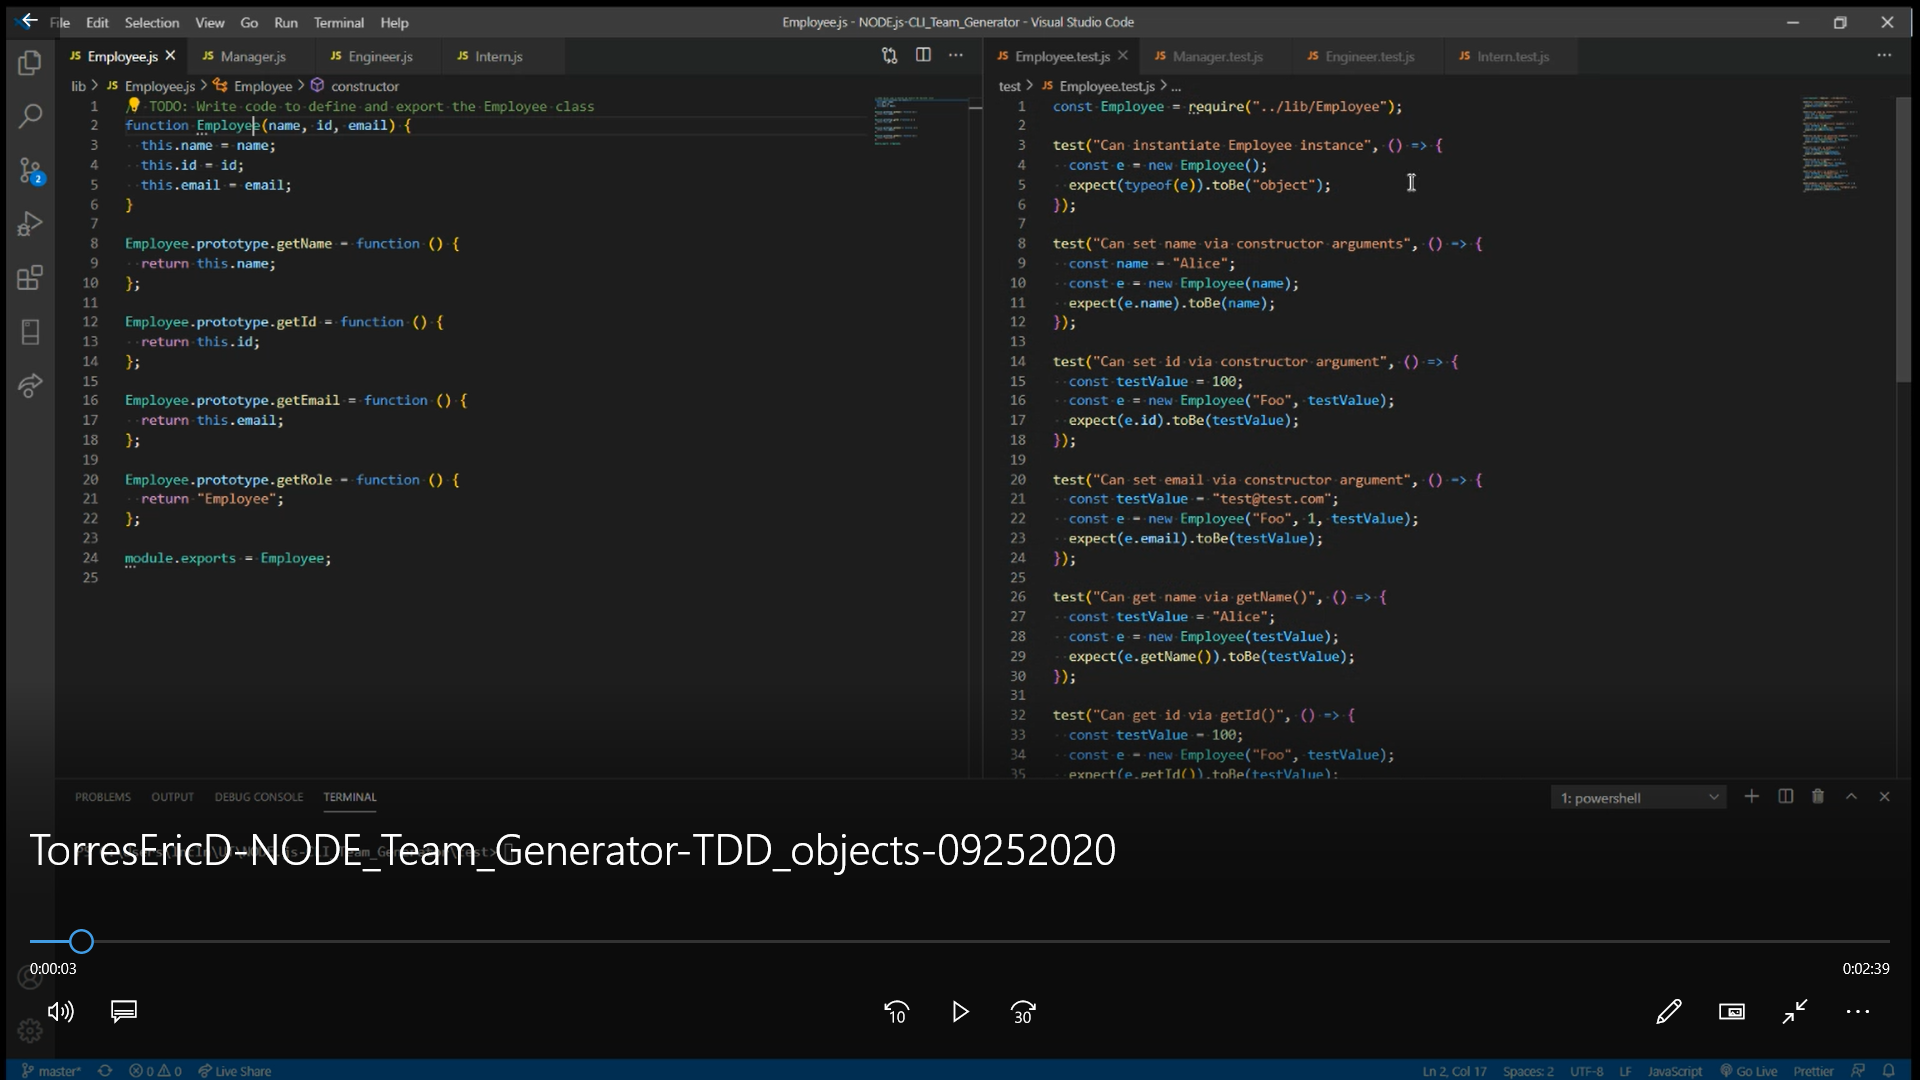 File Edit Selection View Go Run Terminal Help
Employee.js - NODE.js-CLI_Team_Generator - Visual Studio Code
JS Employee.js JS Manager.js JS Engineer.js JS Intern.js
lib > JS Employee.js > Employee > constructor
1 // TODO: Write code to define and export the Employee class
2 function Employee(name, id, email) {
3 this.name = name;
4 this.id = id;
5 this.email = email;
6 }
7
8 Employee.prototype.getName = function () {
9 return this.name;
10 };
11
12 Employee.prototype.getId = function () {
13 return this.id;
14 };
15
16 Employee.prototype.getEmail = function () {
17 return this.email;
18 };
19
20 Employee.prototype.getRole = function () {
21 return "Employee";
22 };
23
24 module.exports = Employee;
25
JS Employee.test.js JS Manager.test.js JS Engineer.test.js JS Intern.test.js
test > JS Employee.test.js > ...
1 const Employee = require("../lib/Employee");
2
3 test("Can instantiate Employee instance", () => {
4 const e = new Employee();
5 expect(typeof(e)).toBe("object");
6 });
7
8 test("Can set name via constructor arguments", () => {
9 const name = "Alice";
10 const e = new Employee(name);
11 expect(e.name).toBe(name);
12 });
13
14 test("Can set id via constructor argument", () => {
15 const testValue = 100;
16 const e = new Employee("Foo", testValue);
17 expect(e.id).toBe(testValue);
18 });
19
20 test("Can set email via constructor argument", () => {
21 const testValue = "test@test.com";
22 const e = new Employee("Foo", 1, testValue);
23 expect(e.email).toBe(testValue);
24 });
25
26 test("Can get name via getName()", () => {
27 const testValue = "Alice";
28 const e = new Employee(testValue);
29 expect(e.getName()).toBe(testValue);
30 });
31
32 test("Can get id via getId()", () => {
33 const testValue = 100;
34 const e = new Employee("Foo", testValue);
35 expect(e.getId()).toBe(testValue);
2
PROBLEMS OUTPUT DEBUG CONSOLE TERMINAL
1: powershell
TorresEricD-NODE_Team_Generator-TDD_objects-09252020
0:00:03
0:02:39
10
30
master* 0 0 Live Share
Ln 2, Col 17 Spaces: 2 UTF-8 LF JavaScript Go Live Prettier